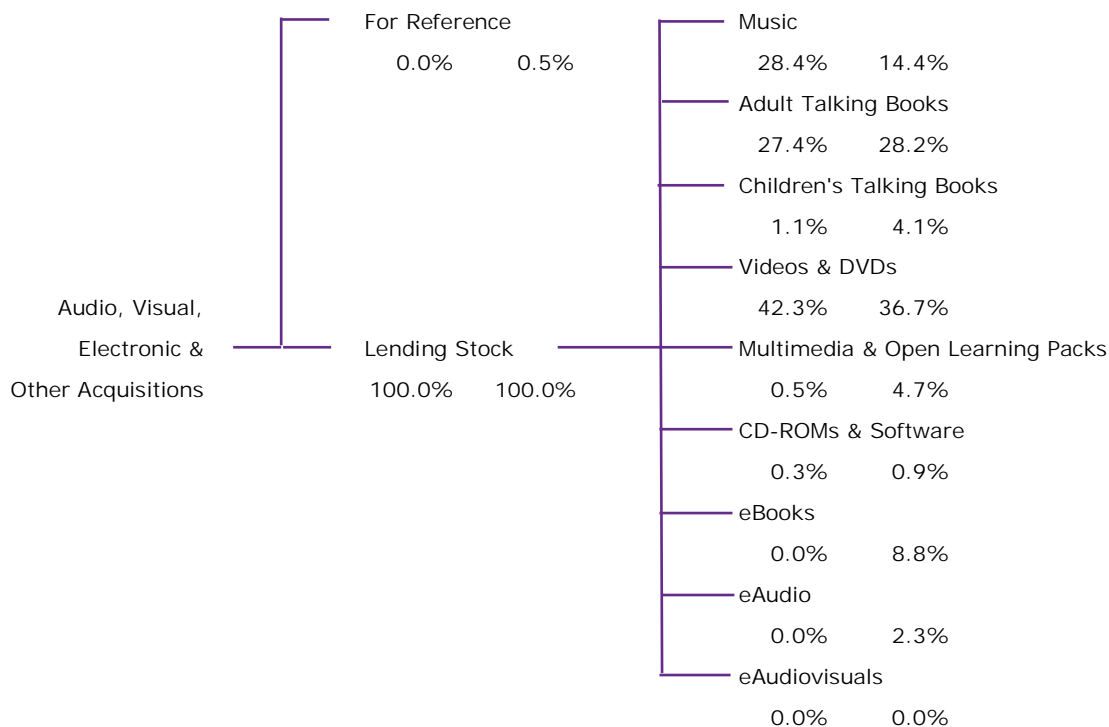 For Reference
0.0% 0.5%
Audio, Visual,
Electronic &
Other Acquisitions
Lending Stock
100.0% 100.0%
Music
28.4% 14.4%
Adult Talking Books
27.4% 28.2%
Children's Talking Books
1.1% 4.1%
Videos & DVDs
42.3% 36.7%
Multimedia & Open Learning Packs
0.5% 4.7%
CD-ROMs & Software
0.3% 0.9%
eBooks
0.0% 8.8%
eAudio
0.0% 2.3%
eAudiovisuals
0.0% 0.0%